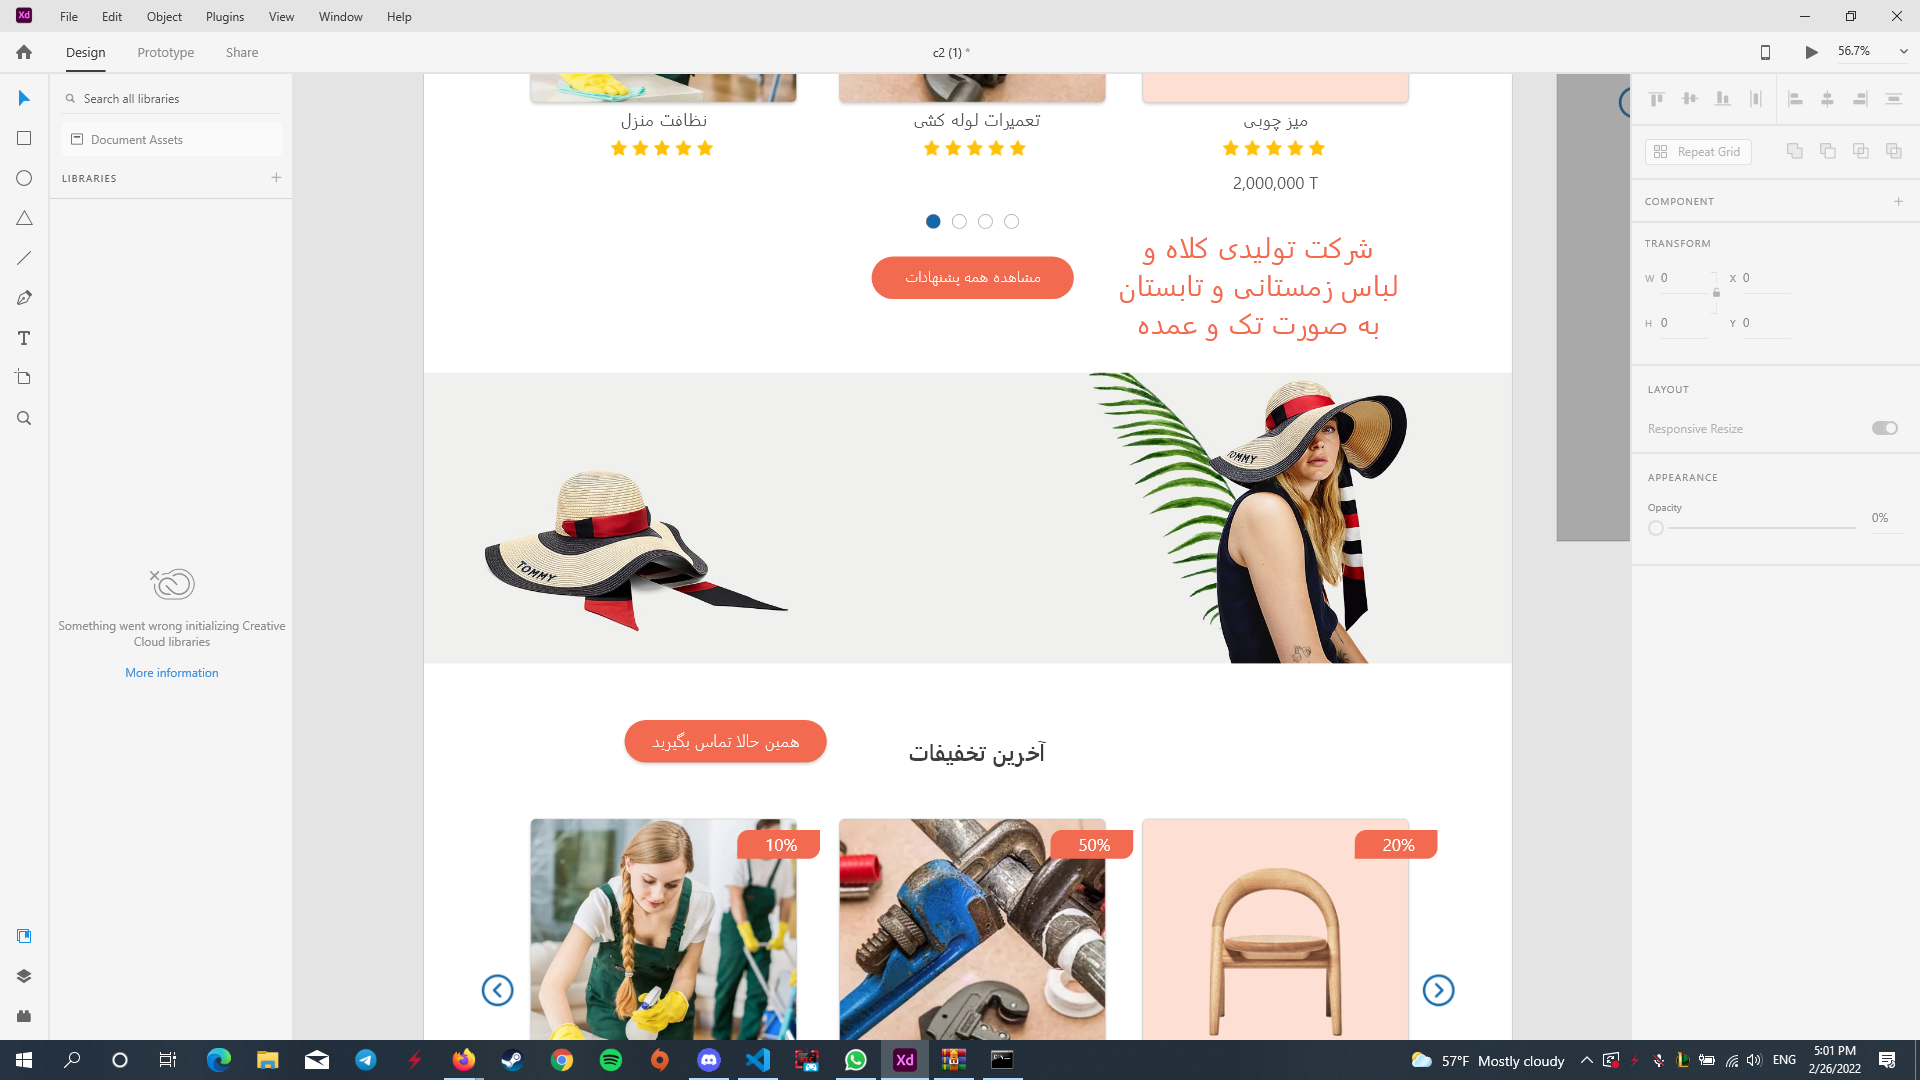 Xd File Edit Object Plugins View Window Help
Design Prototype Share
c2 (1) *
56.7%
Search all libraries
Document Assets
LIBRARIES
Something went wrong initializing Creative
Cloud libraries
More information
نظافت منزل
تعمیرات لوله کشی
میز چوبی
2,000,000 T
مشاهده همه پشنهادات
شرکت تولیدی کلاه و
لباس زمستانی و تابستان
به صورت تک و عمده
TOMMY
TOMMY
همین حالا تماس بگیرید
آخرین تخفیفات
10%
50%
20%
Repeat Grid
COMPONENT
TRANSFORM
W 0 X 0
H 0 Y 0
LAYOUT
Responsive Resize
APPEARANCE
Opacity
0%
Xd
57°F Mostly cloudy
ENG
5:01 PM
2/26/2022